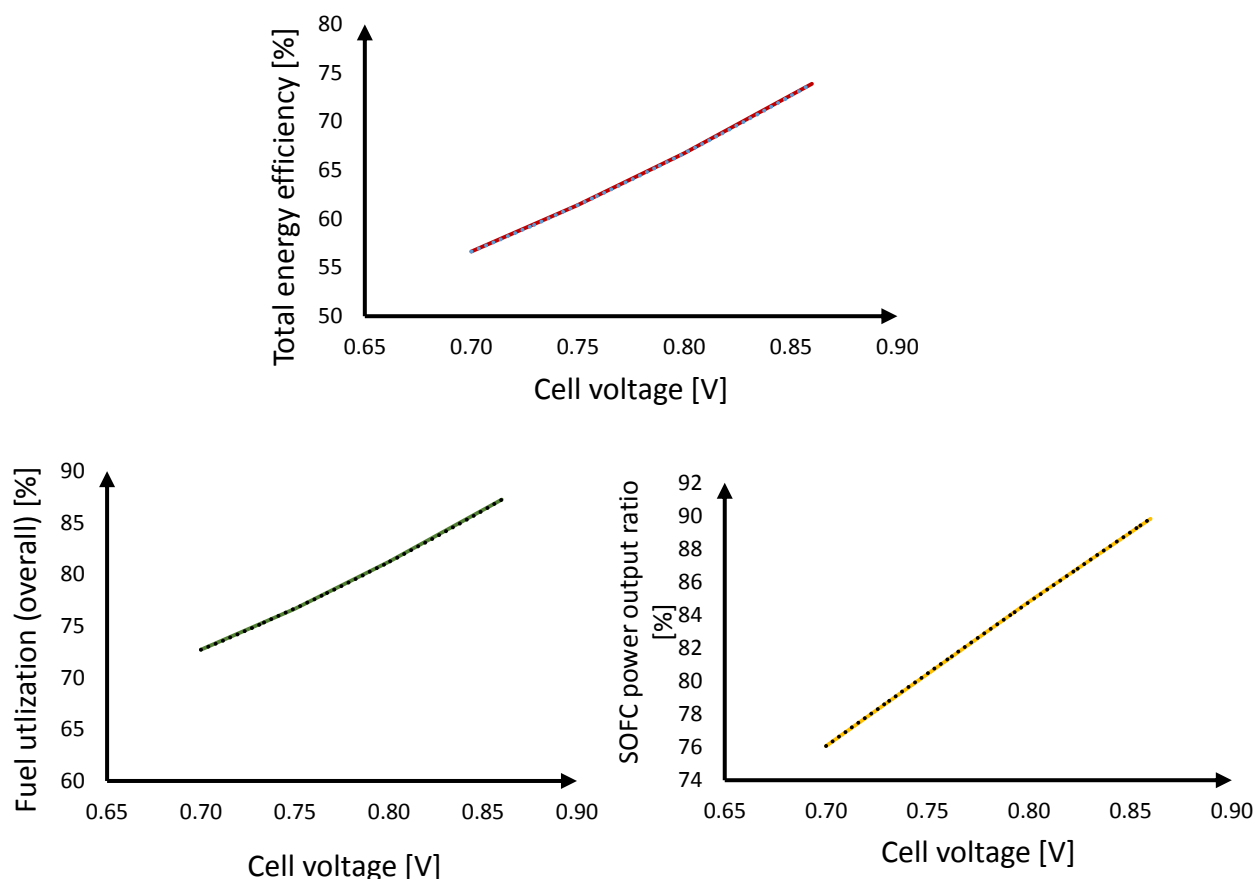 Total energy efficiency [%]
80
75
70
65
60
55
50
0.65 0.70 0.75 0.80 0.85 0.90
Cell voltage [V]
Fuel utlization (overall) [%]
90
85
80
75
70
65
60
0.65 0.70 0.75 0.80 0.85 0.90
Cell voltage [V]
SOFC power output ratio
[%]
92
90
88
86
84
82
80
78
76
74
0.65 0.70 0.75 0.80 0.85 0.90
Cell voltage [V]